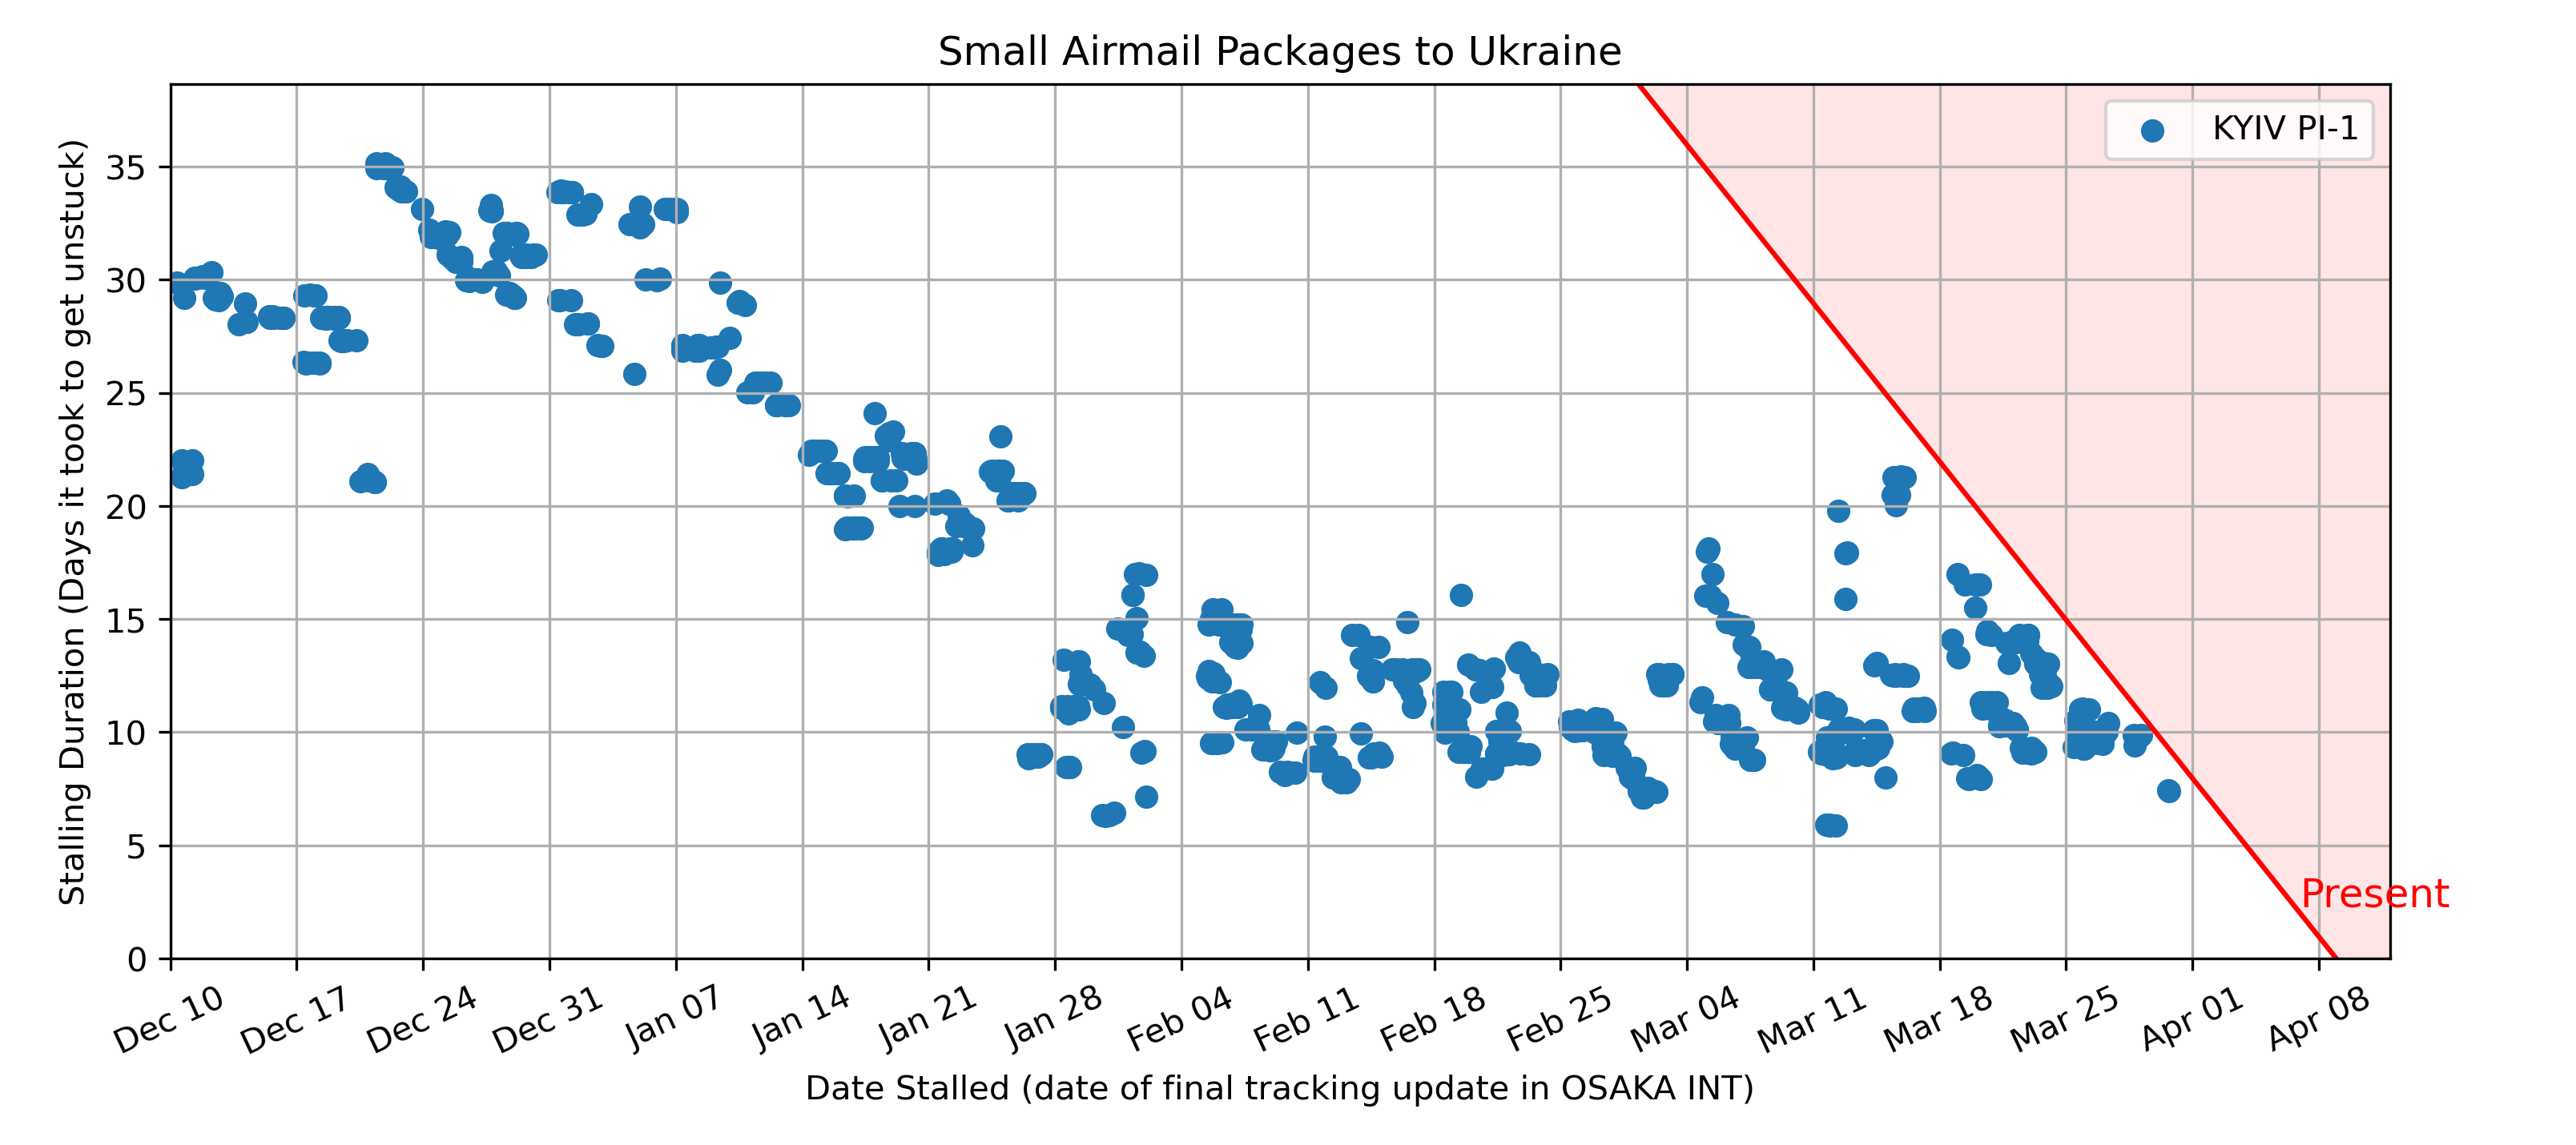 Small Airmail Packages to Ukraine
KYIV PI-1
Stalling Duration (Days it took to get unstuck)
35
30
25
20
15
10
5
0
Present
Dec 10
Dec 17
Dec 24
Dec 31
Jan 07
Jan 14
Jan 21
Jan 28
Feb 04
Feb 11
Feb 18
Feb 25
Mar 04
Mar 11
Mar 18
Mar 25
Apr 01
Apr 08
Date Stalled (date of final tracking update in OSAKA INT)